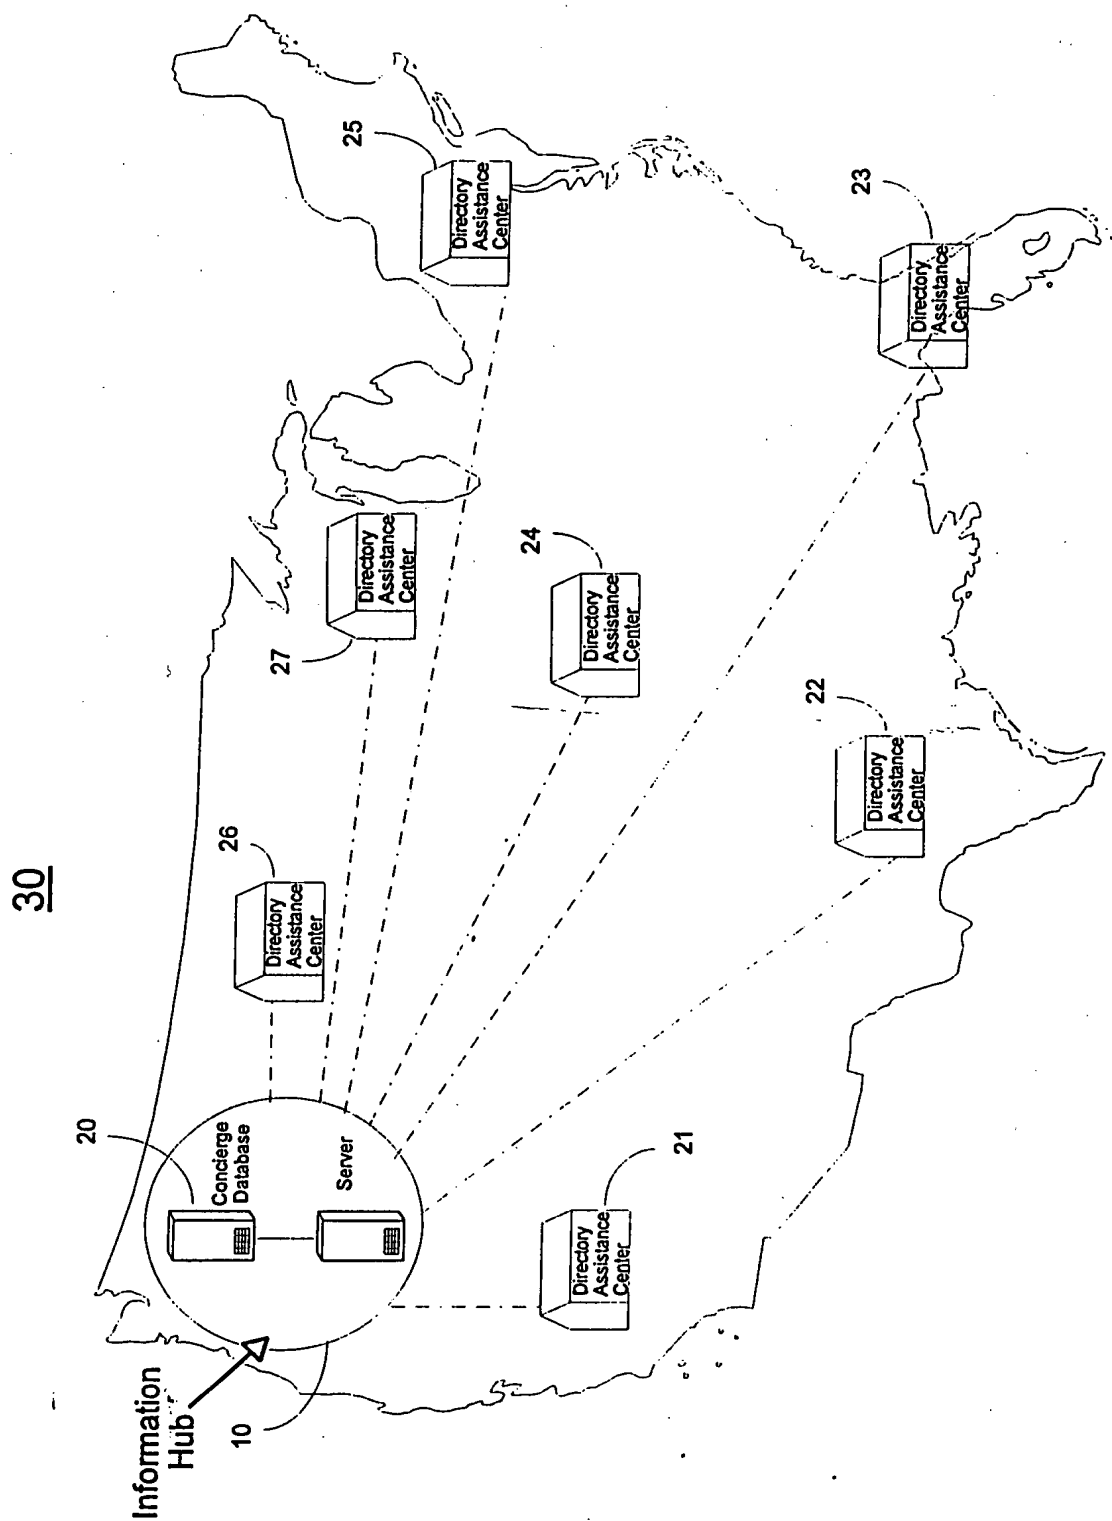 30
Information
Hub
10
20
Concierge
Database
Server
21
Directory
Assistance
Center
26
Directory
Assistance
Center
27
Directory
Assistance
Center
25
Directory
Assistance
Center
24
Directory
Assistance
Center
22
Directory
Assistance
Center
23
Directory
Assistance
Center